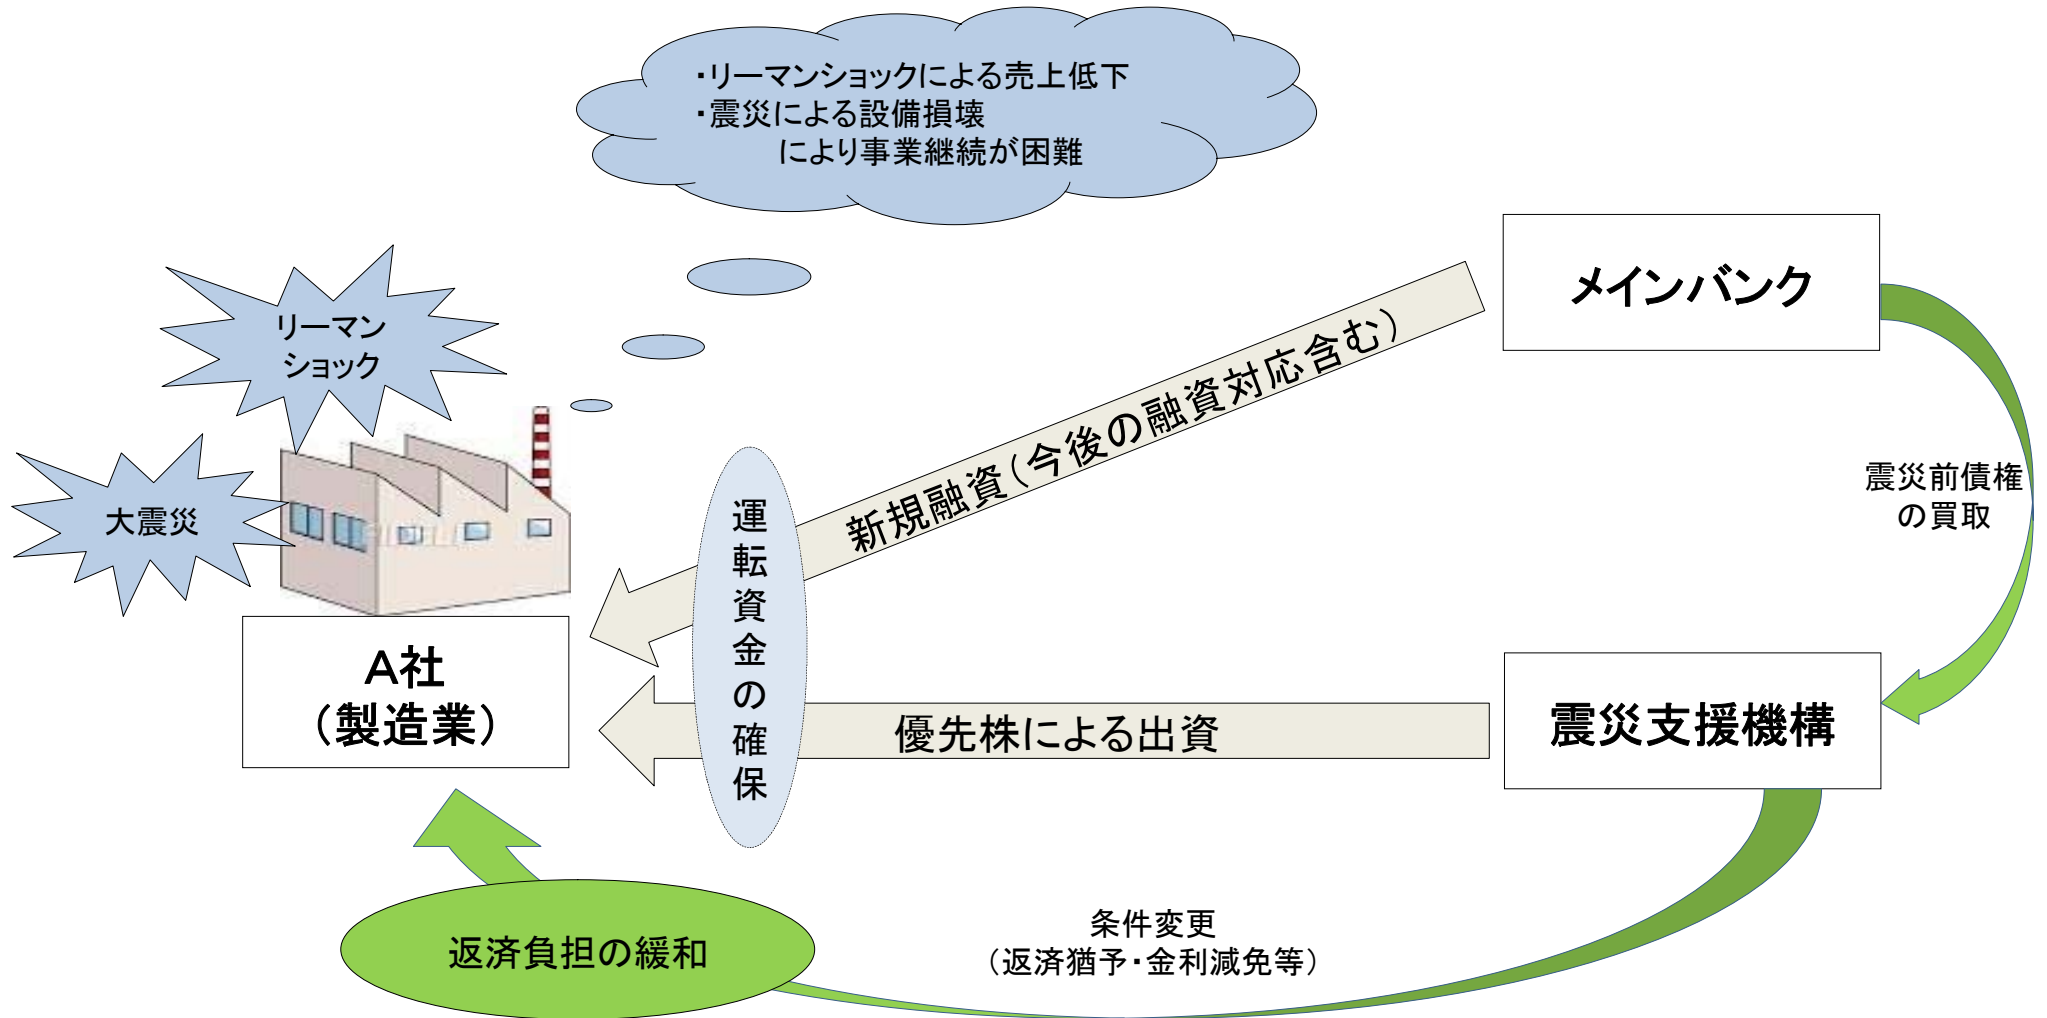 ・リーマンショックによる売上低下
・震災による設備損壊
により事業継続が困難
メインバンク
リーマン
ショック
新規融資(今後の融資対応含む)
大震災
震災前債権
の買取
運転資金の確保
A社
(製造業)
優先株による出資
震災支援機構
返済負担の緩和
条件変更
(返済猶予・金利減免等)